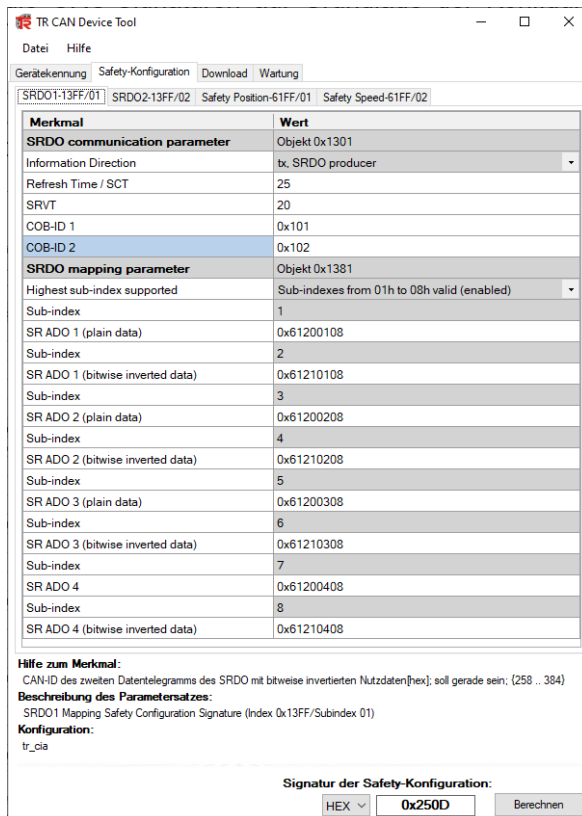 TR CAN Device Tool
Datei Hilfe
Gerätekennung Safety-Konfiguration Download Wartung
SRDO1-13FF/01 SRDO2-13FF/02 Safety Position-61FF/01 Safety Speed-61FF/02
Merkmal Wert
SRDO communication parameter Objekt 0x1301
Information Direction tx, SRDO producer
Refresh Time / SCT 25
SRVT 20
COB-ID 1 0x101
COB-ID 2 0x102
SRDO mapping parameter Objekt 0x1381
Highest sub-index supported Sub-indexes from 01h to 08h valid (enabled)
Sub-index 1
SR ADO 1 (plain data) 0x61200108
Sub-index 2
SR ADO 1 (bitwise inverted data) 0x61210108
Sub-index 3
SR ADO 2 (plain data) 0x61200208
Sub-index 4
SR ADO 2 (bitwise inverted data) 0x61210208
Sub-index 5
SR ADO 3 (plain data) 0x61200308
Sub-index 6
SR ADO 3 (bitwise inverted data) 0x61210308
Sub-index 7
SR ADO 4 0x61200408
Sub-index 8
SR ADO 4 (bitwise inverted data) 0x61210408
Hilfe zum Merkmal:
CAN-ID des zweiten Datentelegramms des SRDO mit bitweise invertierten Nutzdaten[hex]; soll gerade sein; {258 .. 384}
Beschreibung des Parametersatzes:
SRDO1 Mapping Safety Configuration Signature (Index 0x13FF/Subindex 01)
Konfiguration:
tr_cia
Signatur der Safety-Konfiguration:
HEX 0x250D Berechnen